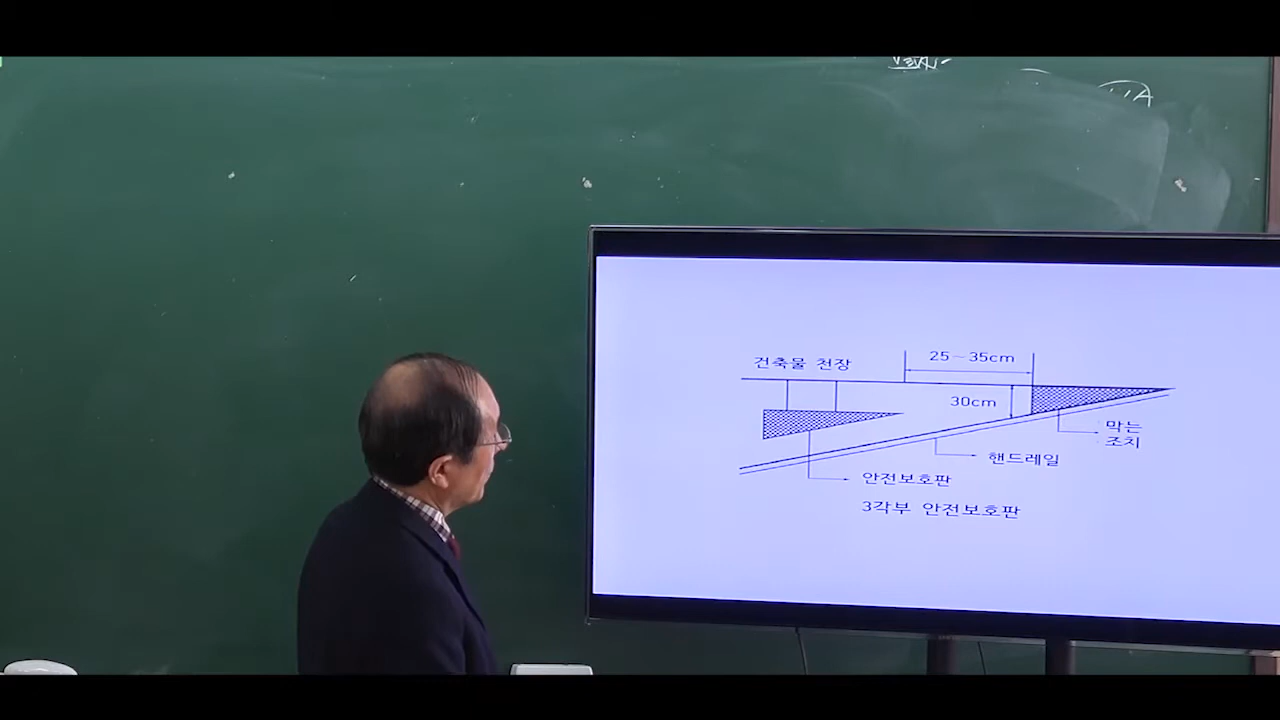 건축물 천장
25~35cm
30cm
막는
조치
핸드레일
안전보호판
3각부 안전보호판